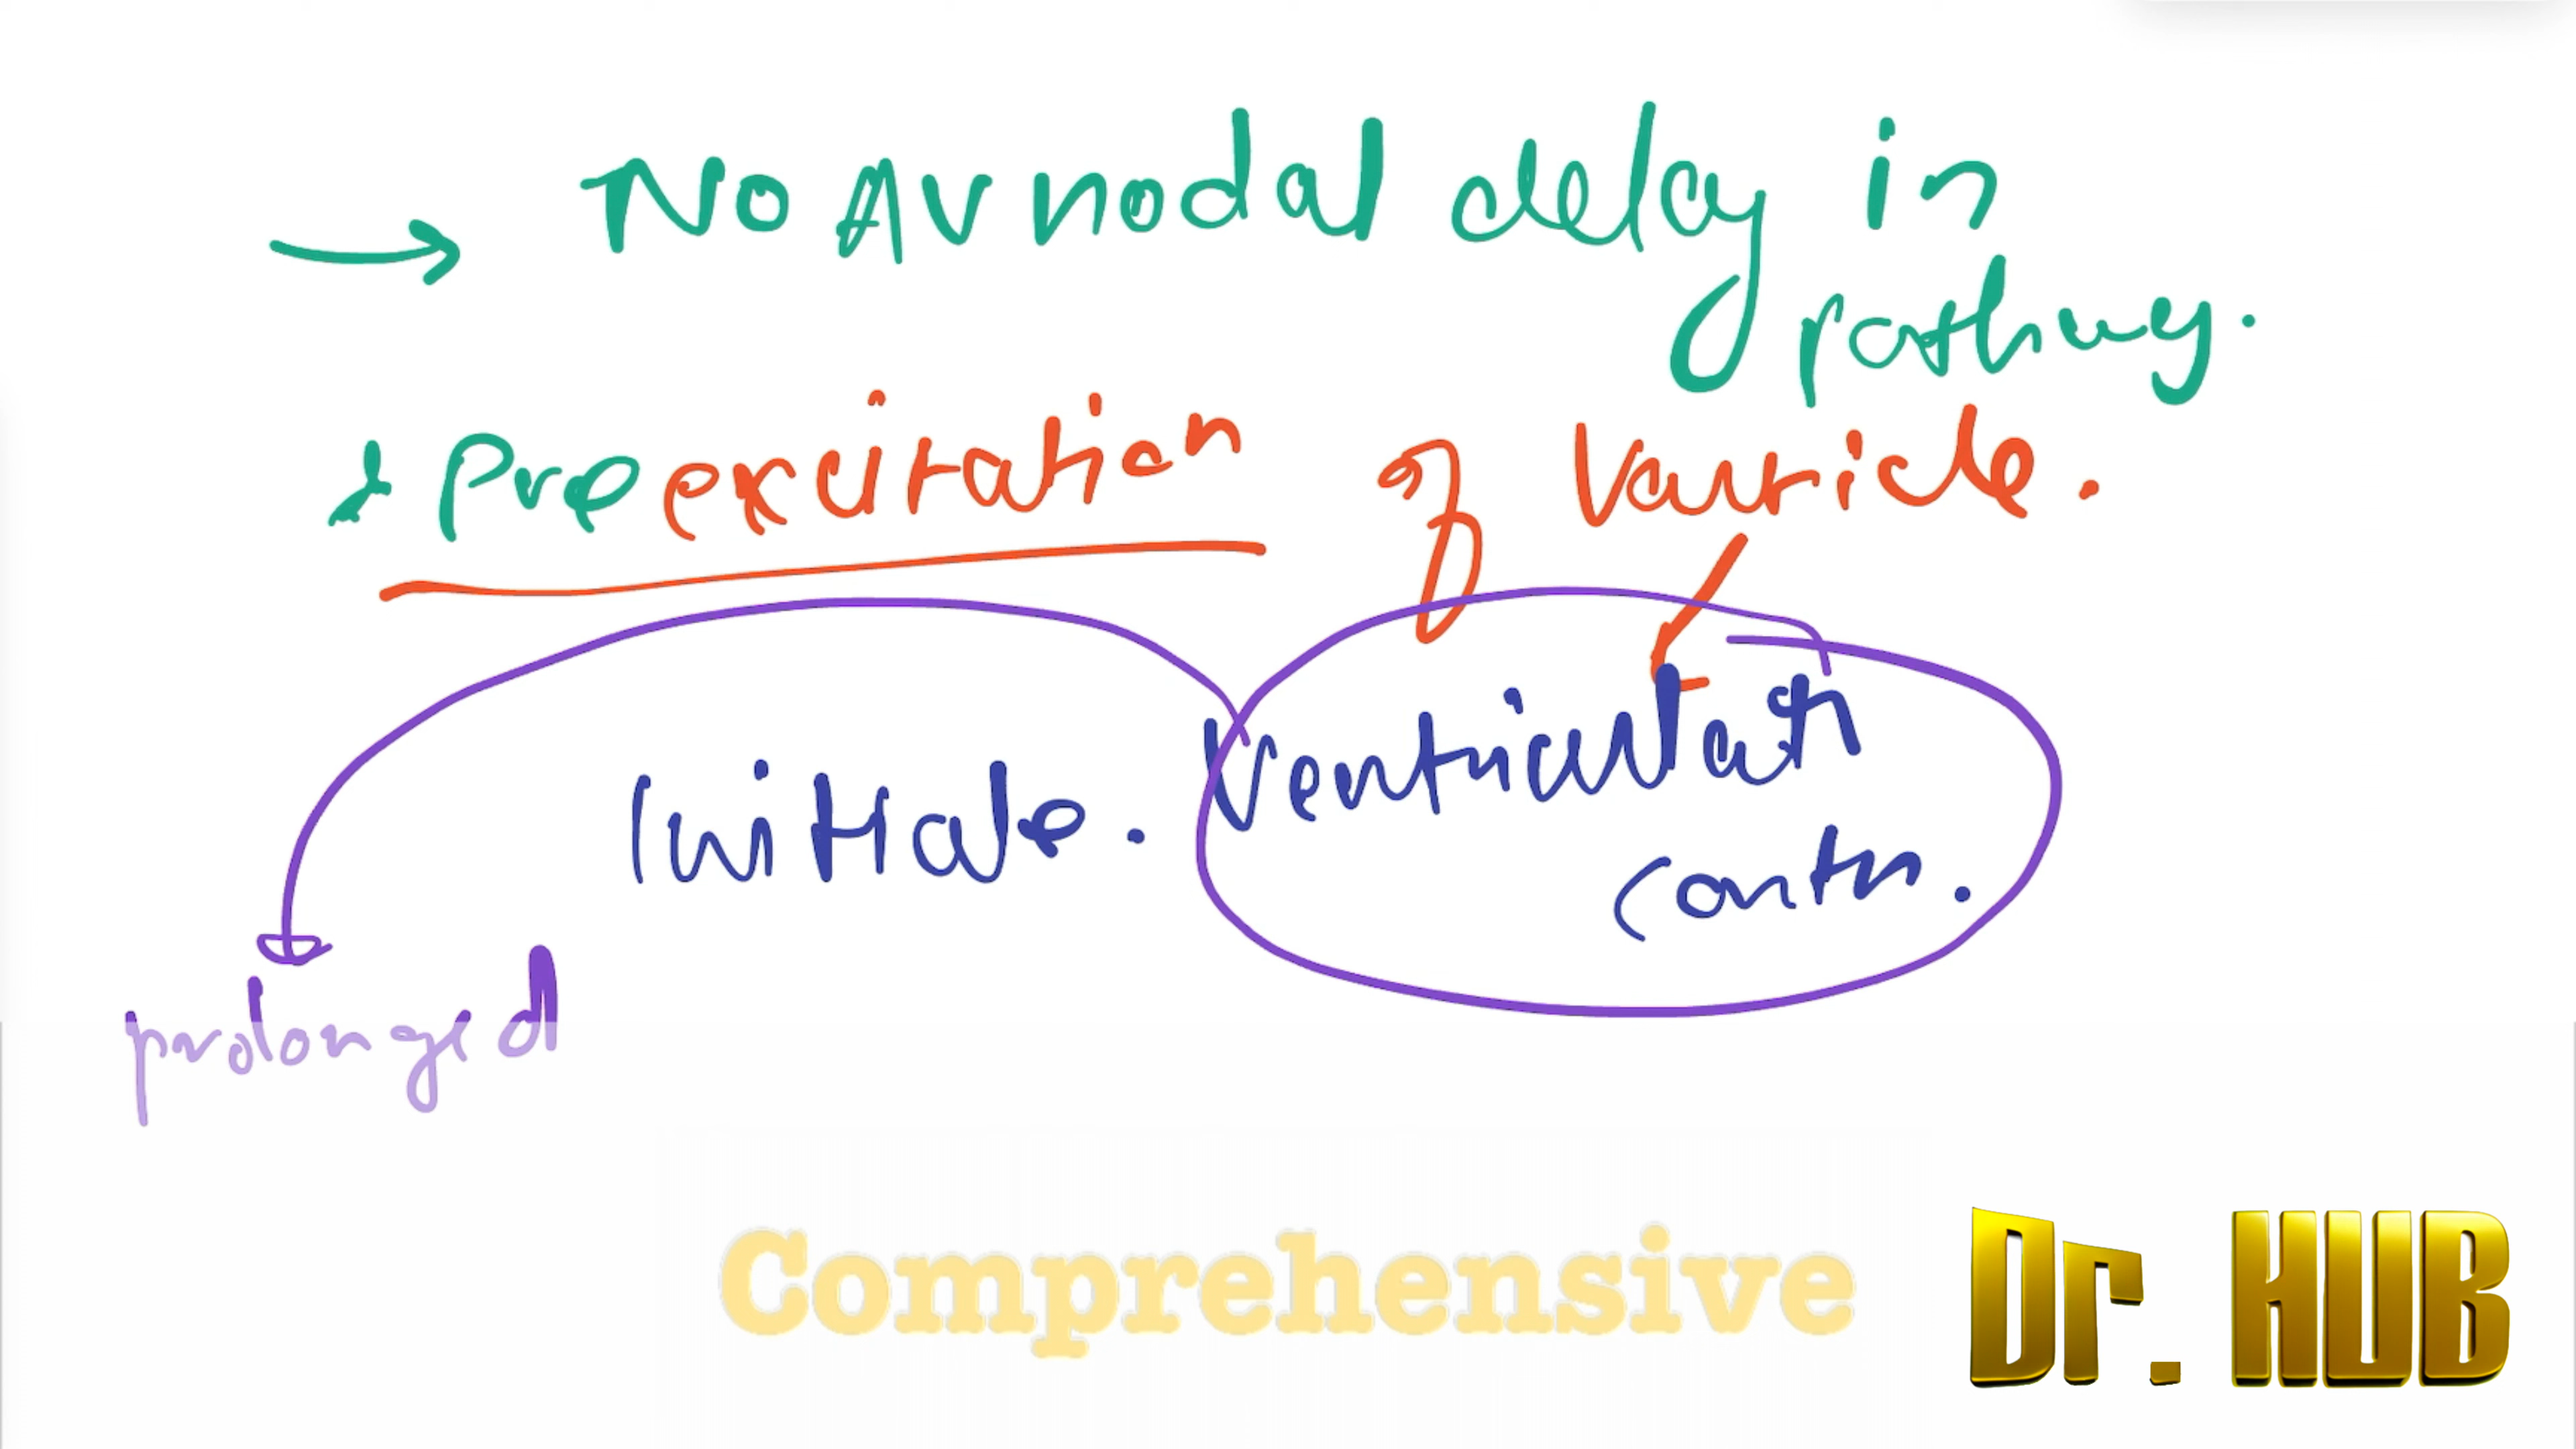 → No AV nodal delay in
pathway.
& Preexcitation of Ventricle.
Initiate. Ventricular
contn.
prolonged
Comprehensive
Dr. HUB